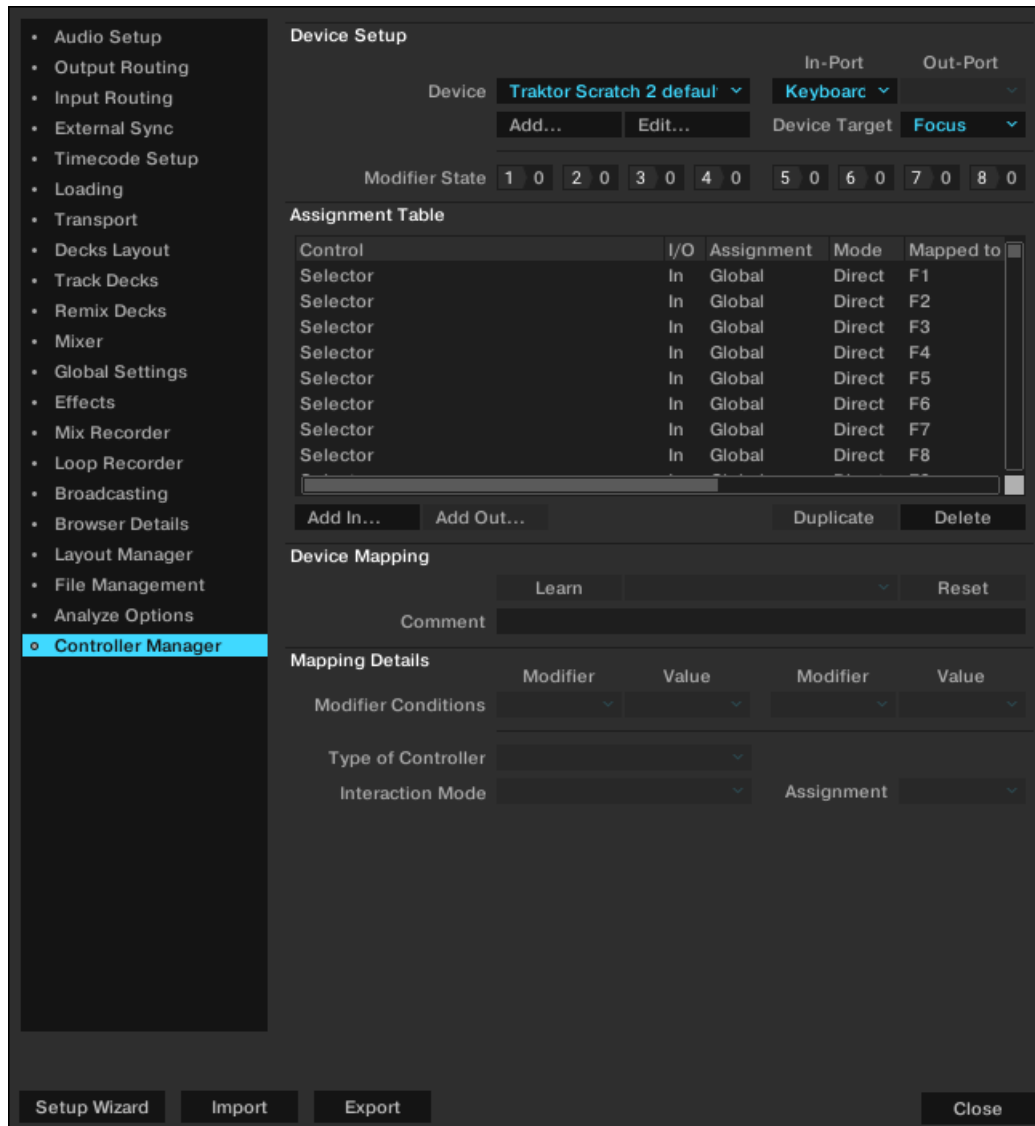 Audio Setup
Output Routing
Input Routing
External Sync
Timecode Setup
Loading
Transport
Decks Layout
Track Decks
Remix Decks
Mixer
Global Settings
Effects
Mix Recorder
Loop Recorder
Broadcasting
Browser Details
Layout Manager
File Management
Analyze Options
Controller Manager
Device Setup
In-Port Out-Port
Device Traktor Scratch 2 defaul Keyboarc
Add... Edit... Device Target Focus
Modifier State 1 0 2 0 3 0 4 0 5 0 6 0 7 0 8 0
Assignment Table
Control I/O Assignment Mode Mapped to
Selector In Global Direct F1
Selector In Global Direct F2
Selector In Global Direct F3
Selector In Global Direct F4
Selector In Global Direct F5
Selector In Global Direct F6
Selector In Global Direct F7
Selector In Global Direct F8
Add In... Add Out... Duplicate Delete
Device Mapping
Learn Reset
Comment
Mapping Details
Modifier Value Modifier Value
Modifier Conditions
Type of Controller
Interaction Mode Assignment
Setup Wizard Import Export Close